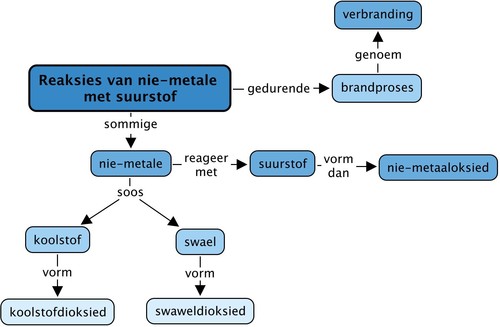 verbranding
genoem
Reaksies van nie-metale
met suurstof
gedurende
brandproses
sommige
nie-metale
reageer
met
suurstof
vorm
dan
nie-metaaloksied
soos
koolstof
swael
vorm
vorm
koolstofdioksied
swaweldioksied